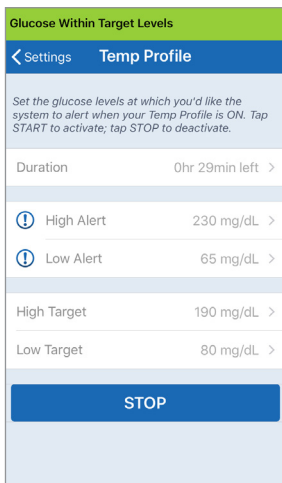 Glucose Within Target Levels
Settings Temp Profile
Set the glucose levels at which you'd like the
system to alert when your Temp Profile is ON. Tap
START to activate; tap STOP to deactivate.
Duration 0hr 29min left
High Alert 230 mg/dL
Low Alert 65 mg/dL
High Target 190 mg/dL
Low Target 80 mg/dL
STOP